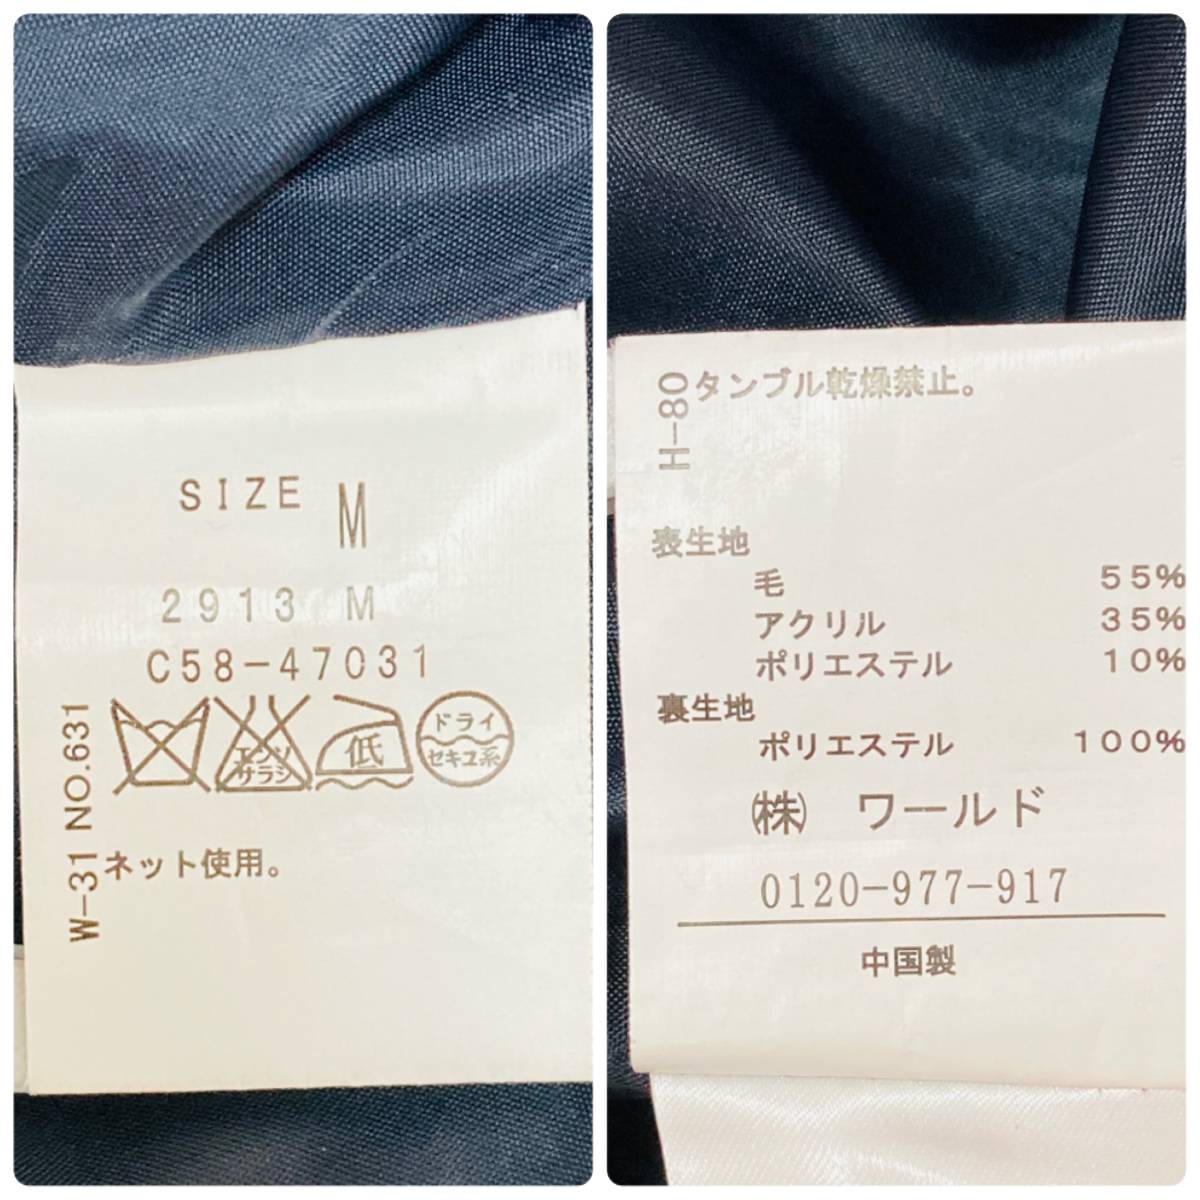 SIZE M
2913 M
C58-47031
エンソ
サラシ
低
ドライ
セキユ系
W-31 NO.631
ネット使用。
H-80
タンブル乾燥禁止。
表生地
毛 55%
アクリル 35%
ポリエステル 10%
裏生地
ポリエステル 100%
㈱ ワールド
0120-977-917
中国製